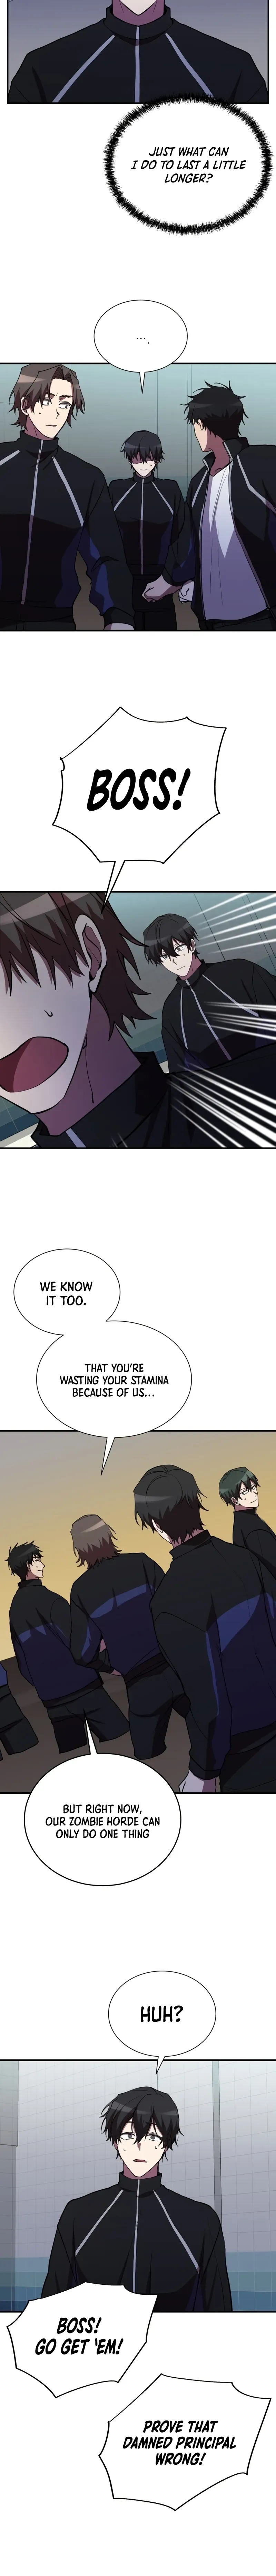 JUST WHAT CAN
I DO TO LAST A LITTLE
LONGER?
....
BOSS!
WE KNOW
IT TOO.
THAT YOU'RE
WASTING YOUR STAMINA
BECAUSE OF US...
BUT RIGHT NOW,
OUR ZOMBIE HORDE CAN
ONLY DO ONE THING
HUH?
BOSS!
GO GET 'EM!
PROVE THAT
DAMNED PRINCIPAL
WRONG!